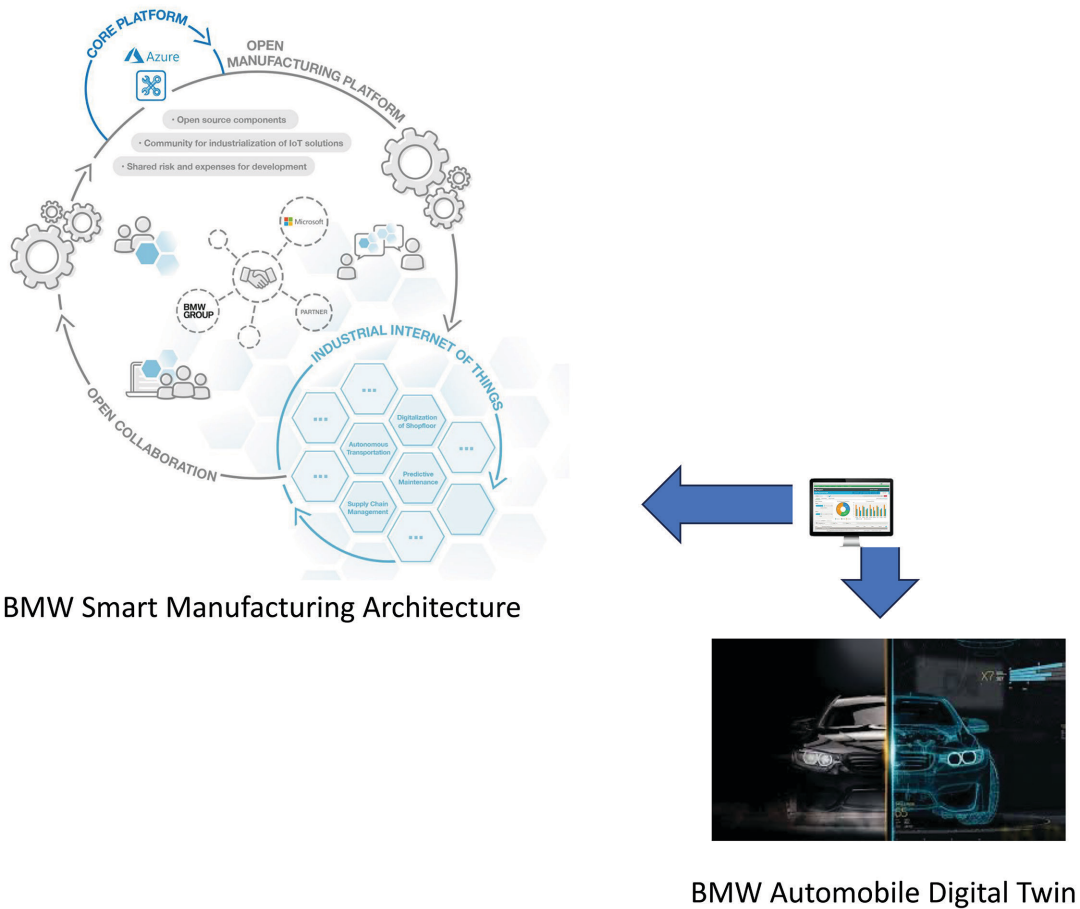 CORE PLATFORM
Azure
OPEN
MANUFACTURING PLATFORM
• Open source components
• Community for industrialization of IoT solutions
• Shared risk and expenses for development
Microsoft
BMW
GROUP
PARTNER
INDUSTRIAL INTERNET OF THINGS
Digitalization
of Shopfloor
Autonomous
Transportation
Predictive
Maintenance
Supply Chain
Management
OPEN COLLABORATION
BMW Smart Manufacturing Architecture
X7
65
BMW Automobile Digital Twin